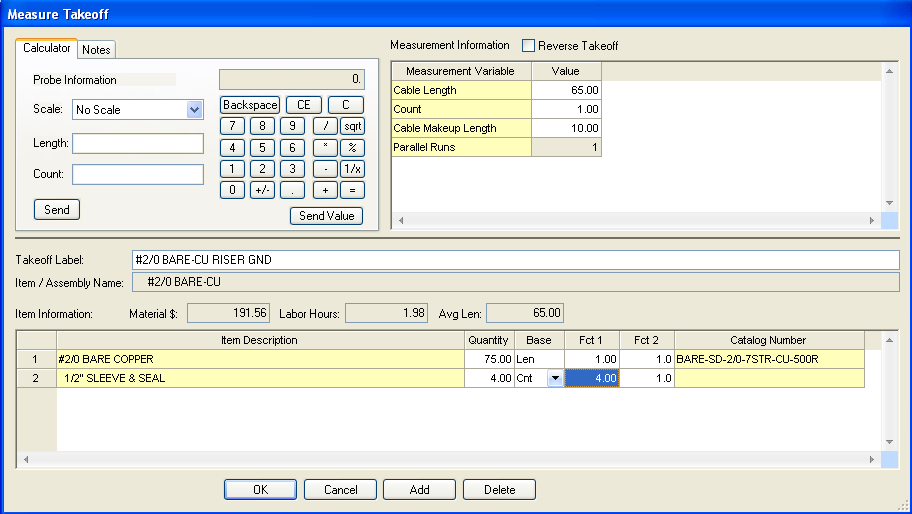 Measure Takeoff
Calculator Notes
Probe Information
Scale: No Scale
Length:
Count:
Send
0.
Backspace CE C
7 8 9 / sqrt
4 5 6 * %
1 2 3 - 1/x
0 +/- . + =
Send Value
Measurement Information Reverse Takeoff
Measurement Variable Value
Cable Length 65.00
Count 1.00
Cable Makeup Length 10.00
Parallel Runs 1
Takeoff Label: #2/0 BARE-CU RISER GND
Item / Assembly Name: #2/0 BARE-CU
Item Information: Material $: 191.56 Labor Hours: 1.98 Avg Len: 65.00
Item Description Quantity Base Fct 1 Fct 2 Catalog Number
1 #2/0 BARE COPPER 75.00 Len 1.00 1.0 BARE-SD-2/0-7STR-CU-500R
2 1/2" SLEEVE & SEAL 4.00 Cnt 4.00 1.0
OK Cancel Add Delete